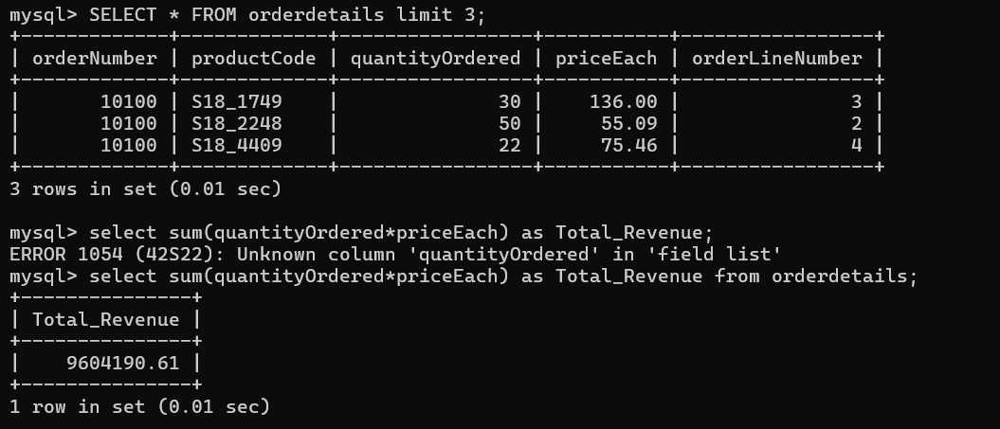 mysql> SELECT * FROM orderdetails limit 3;
+-------------+-------------+-----------------+-----------+-----------------+
| orderNumber | productCode | quantityOrdered | priceEach | orderLineNumber |
+-------------+-------------+-----------------+-----------+-----------------+
|       10100 | S18_1749    |              30 |    136.00 |               3 |
|       10100 | S18_2248    |              50 |     55.09 |               2 |
|       10100 | S18_4409    |              22 |     75.46 |               4 |
+-------------+-------------+-----------------+-----------+-----------------+
3 rows in set (0.01 sec)

mysql> select sum(quantityOrdered*priceEach) as Total_Revenue;
ERROR 1054 (42S22): Unknown column 'quantityOrdered' in 'field list'
mysql> select sum(quantityOrdered*priceEach) as Total_Revenue from orderdetails;
+---------------+
| Total_Revenue |
+---------------+
|    9604190.61 |
+---------------+
1 row in set (0.01 sec)